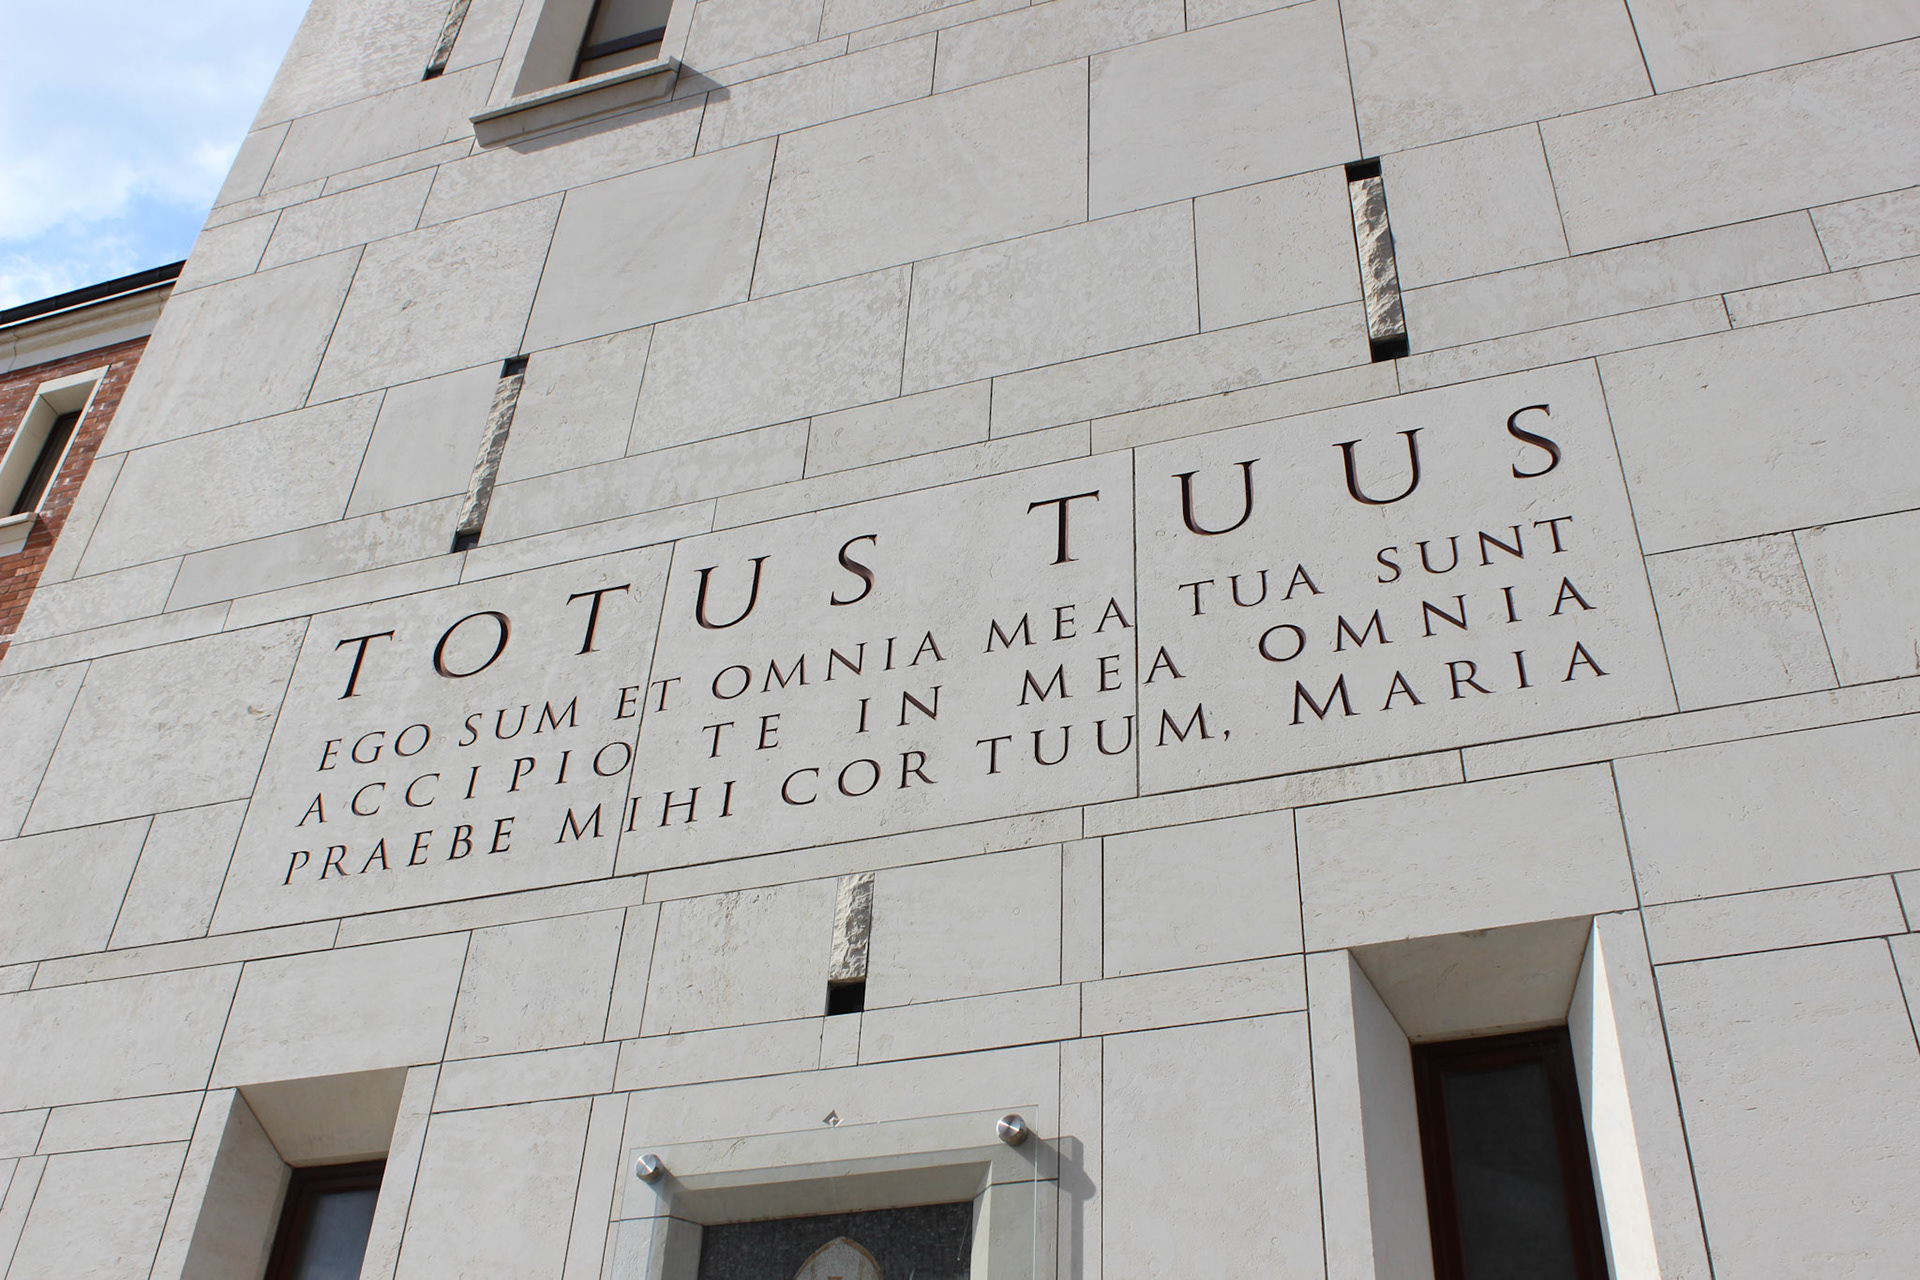 TOTUS TUUS
EGO SUM ET OMNIA MEA TUA SUNT
ACCIPIO TE IN MEA OMNIA
PRAEBE MIHI COR TUUM, MARIA